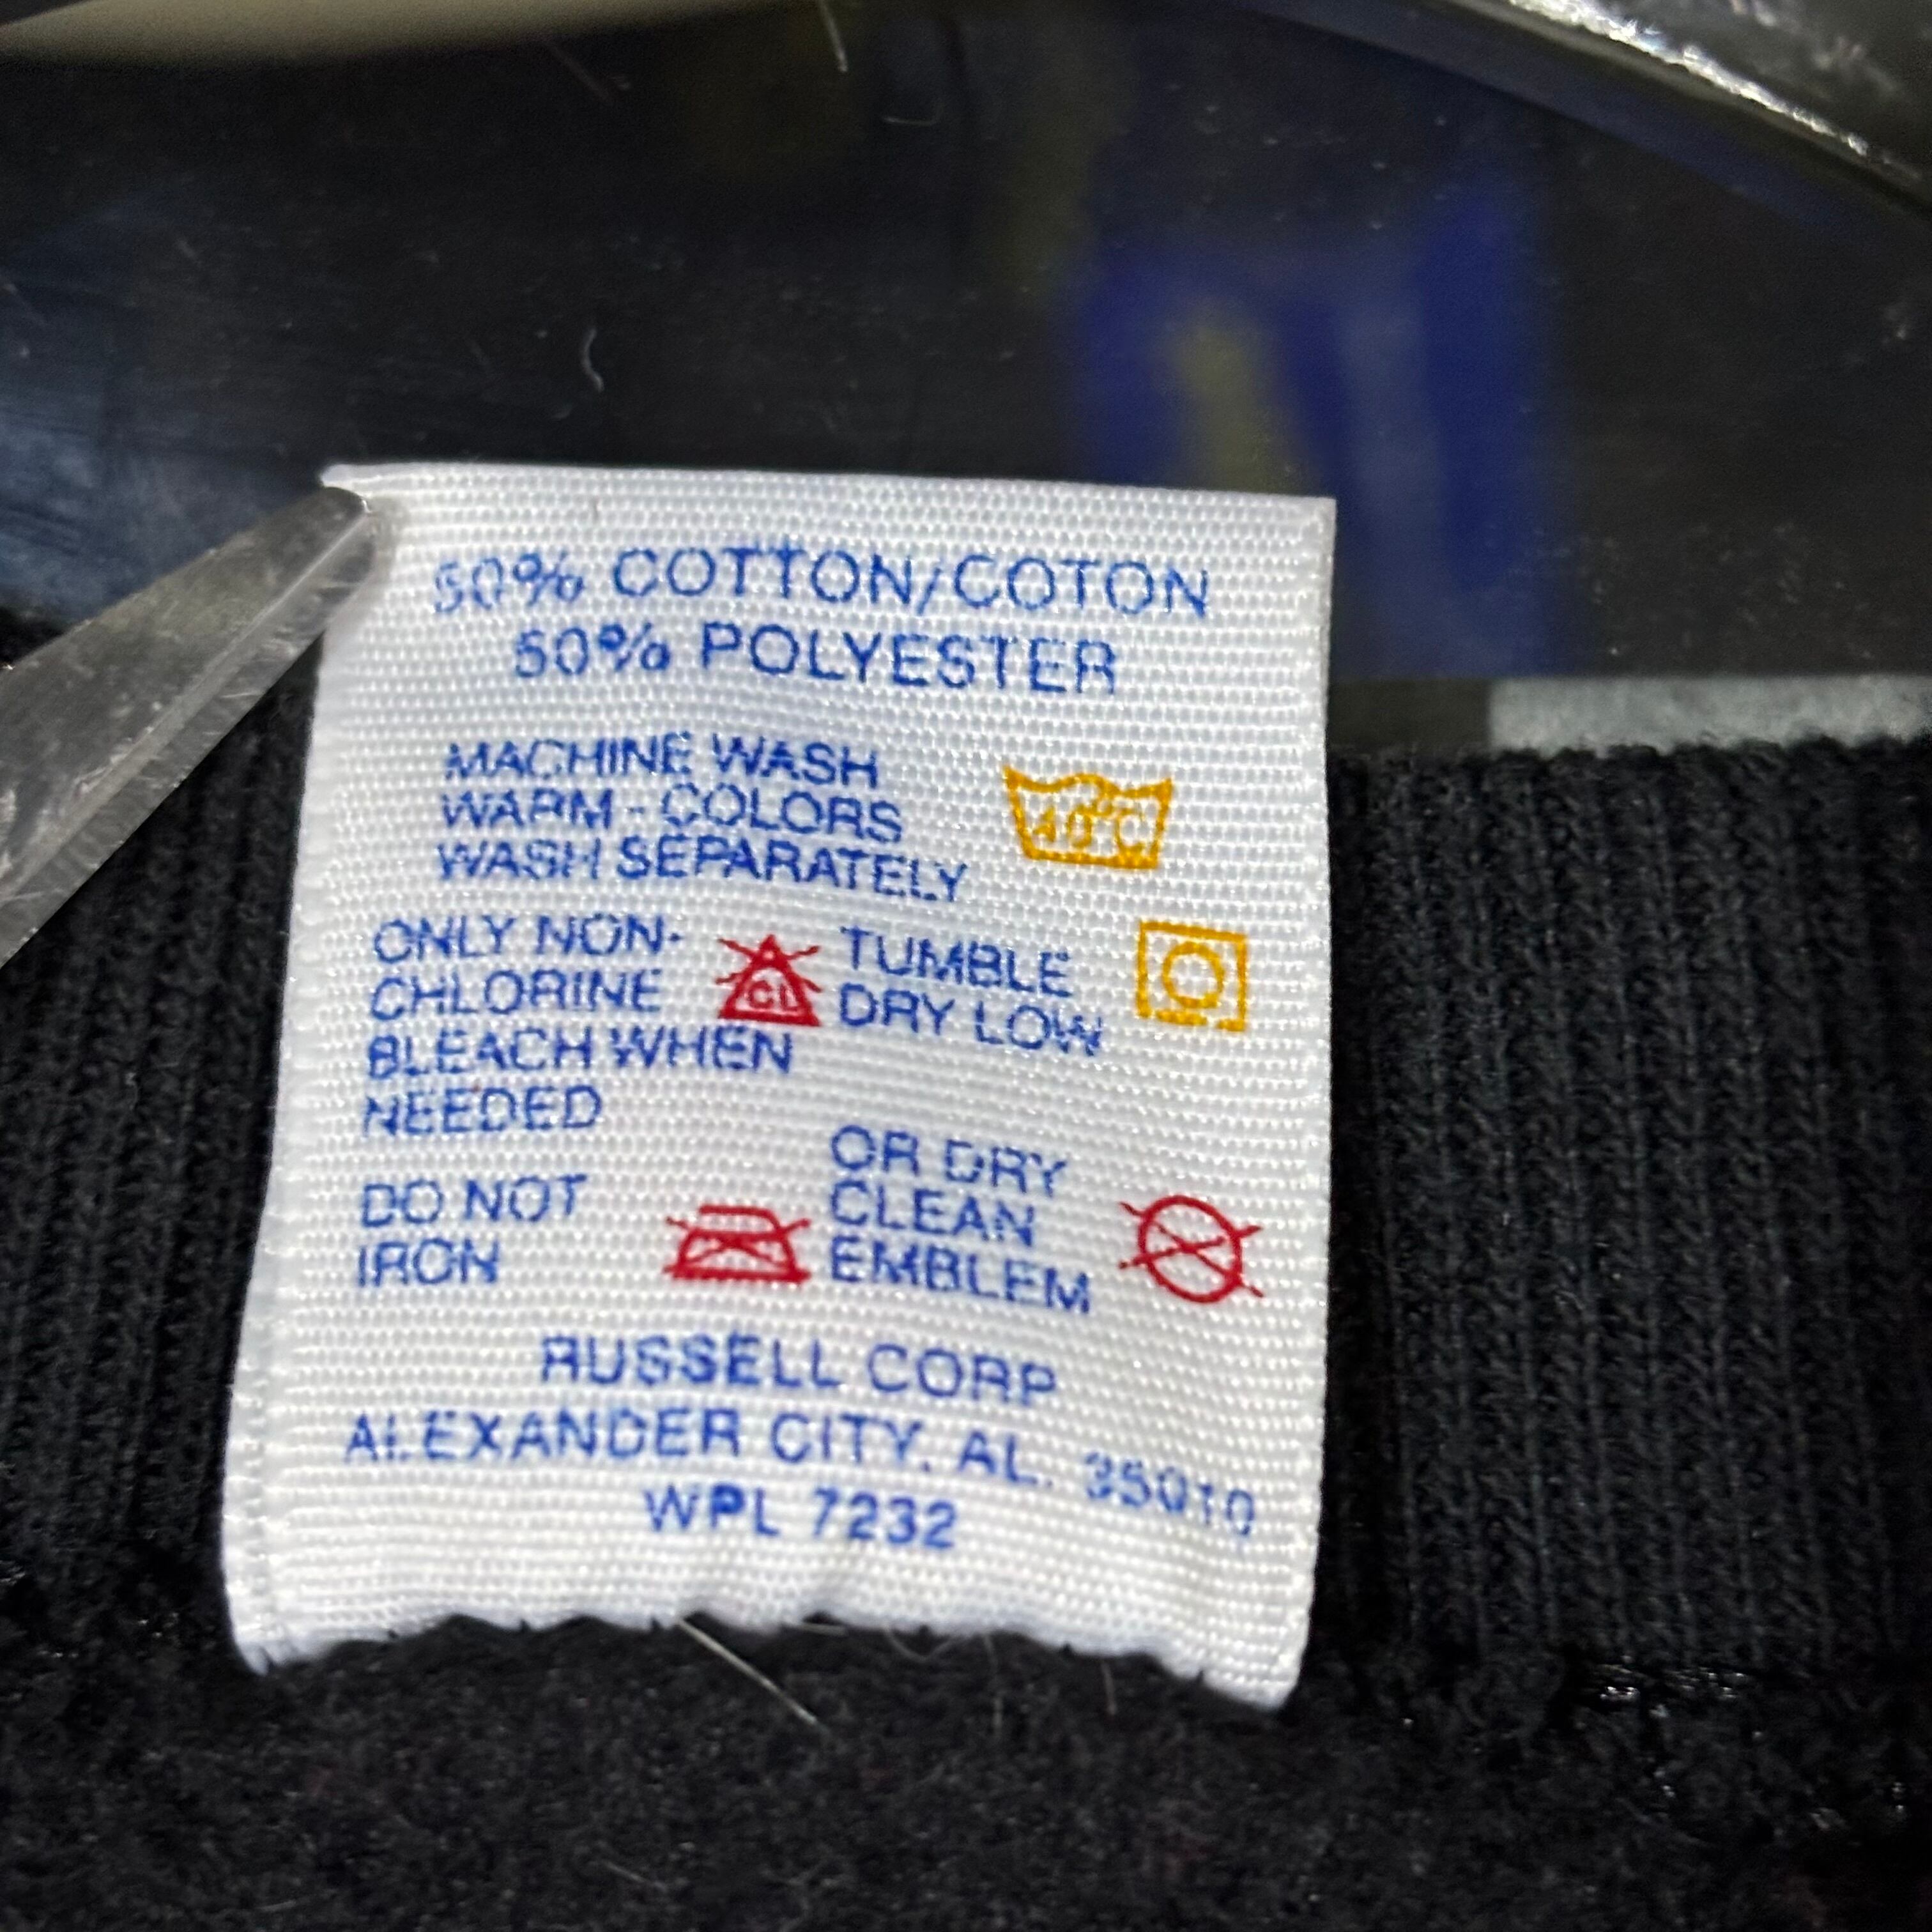 50% COTTON/COTON
50% POLYESTER
MACHINE WASH
WARM - COLORS
WASH SEPARATELY
40°C
ONLY NON-
CHLORINE
BLEACH WHEN
NEEDED
CL
TUMBLE
DRY LOW
DO NOT
IRON
OR DRY
CLEAN
EMBLEM
RUSSELL CORP
ALEXANDER CITY, AL. 35010
WPL 7232